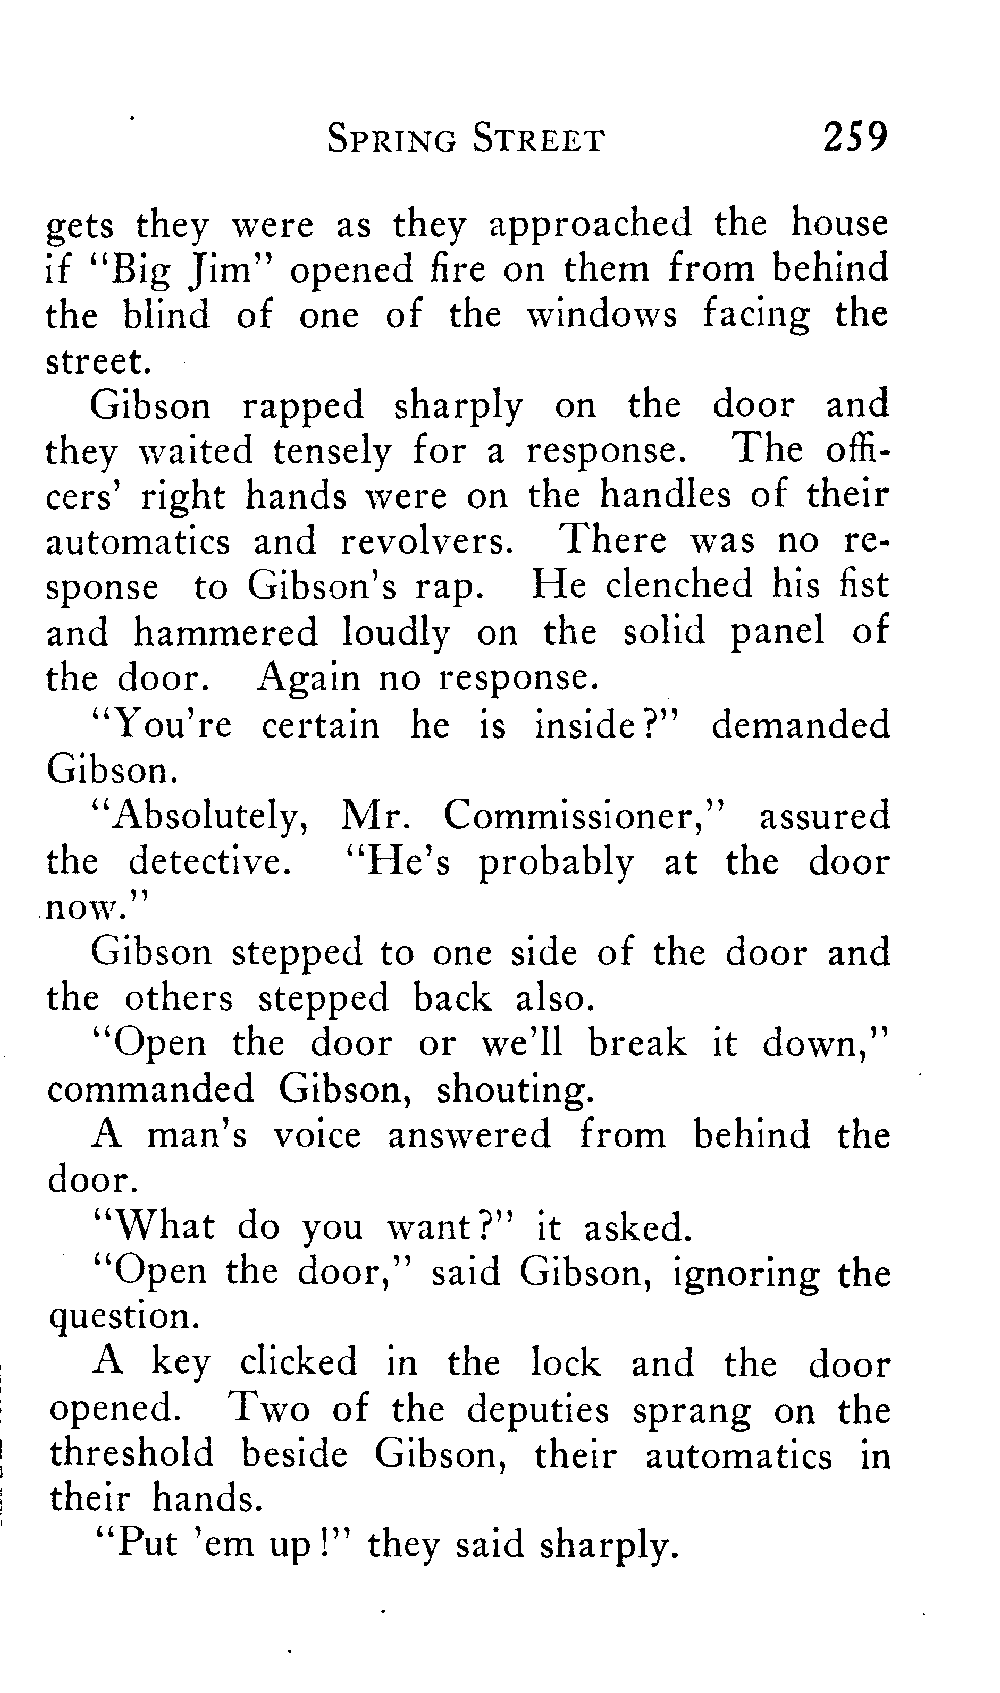 SPRING STREET 259
gets they were as they approached the house
if "Big Jim" opened fire on them from behind
the blind of one of the windows facing the
street.
Gibson rapped sharply on the door and
they waited tensely for a response. The offi-
cers' right hands were on the handles of their
automatics and revolvers. There was no re-
sponse to Gibson's rap. He clenched his fist
and hammered loudly on the solid panel of
the door. Again no response.
"You're certain he is inside?" demanded
Gibson.
"Absolutely, Mr. Commissioner," assured
the detective. "He's probably at the door
now."
Gibson stepped to one side of the door and
the others stepped back also.
"Open the door or we'll break it down,"
commanded Gibson, shouting.
A man's voice answered from behind the
door.
"What do you want?" it asked.
"Open the door," said Gibson, ignoring the
question.
A key clicked in the lock and the door
opened. Two of the deputies sprang on the
threshold beside Gibson, their automatics in
their hands.
"Put 'em up!" they said sharply.